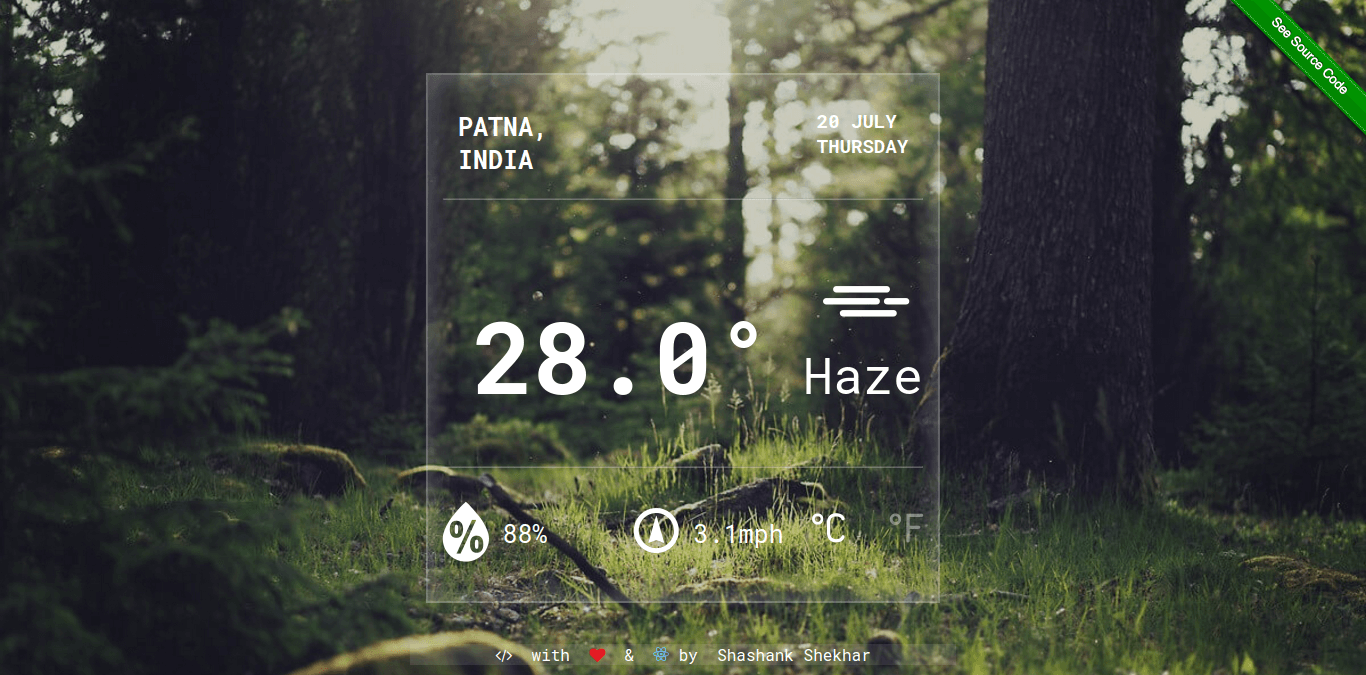 See Source Code
PATNA,
INDIA
20 JULY
THURSDAY
28.0°
Haze
% 88%
3.1mph
°C
°F
</> with ❤ & by Shashank Shekhar